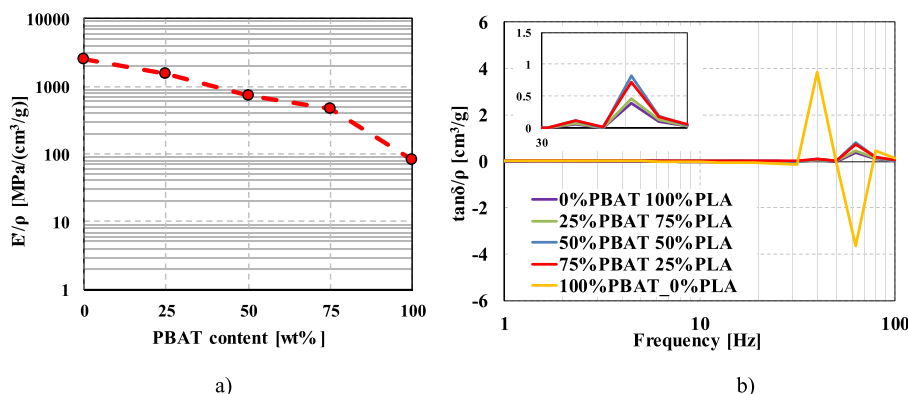 10000
1000
100
10
1
E'/ρ [MPa/(cm³/g)]
0
25
50
75
100
PBAT content [wt%]
a)
6
4
2
0
-2
-4
-6
tanδ/ρ [cm³/g]
1.5
1
0.5
0
30
0%PBAT 100%PLA
25%PBAT 75%PLA
50%PBAT 50%PLA
75%PBAT 25%PLA
100%PBAT_0%PLA
1
10
100
Frequency [Hz]
b)